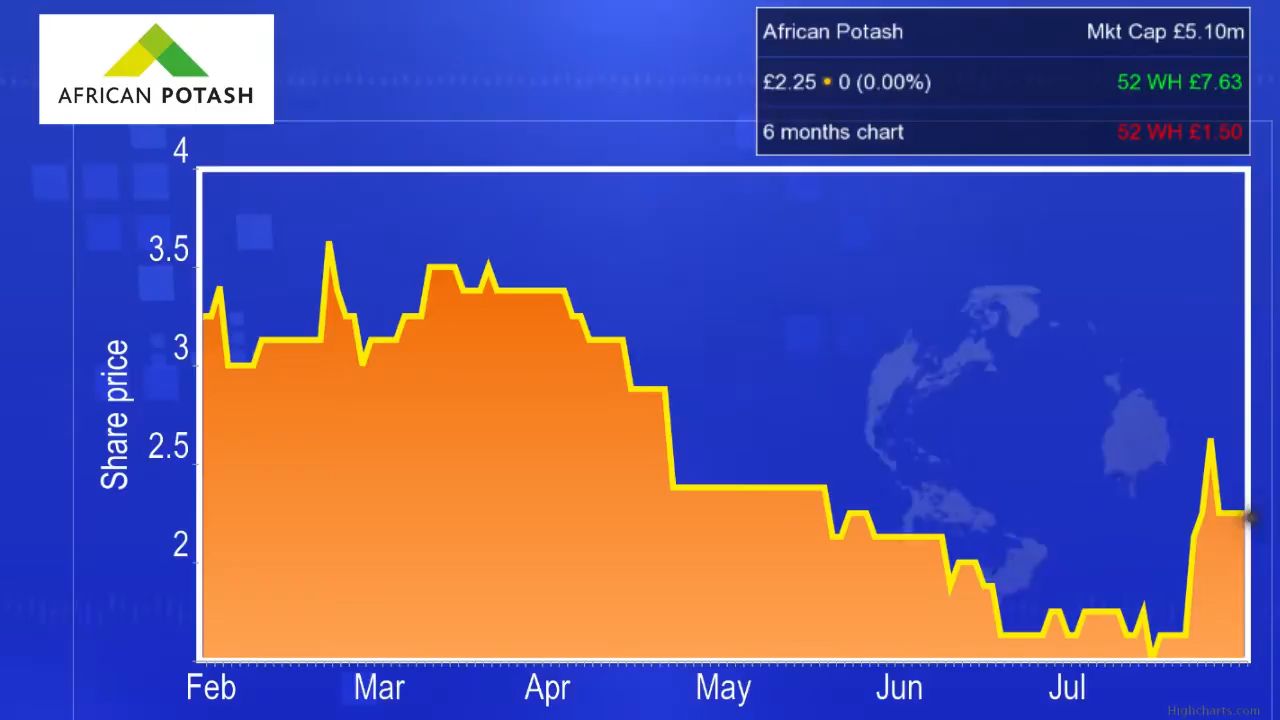 AFRICAN POTASH
African Potash Mkt Cap £5.10m
£2.25 • 0 (0.00%) 52 WH £7.63
6 months chart 52 WH £1.50
4
3.5
3
2.5
2
Share price
Feb Mar Apr May Jun Jul
Highcharts.com